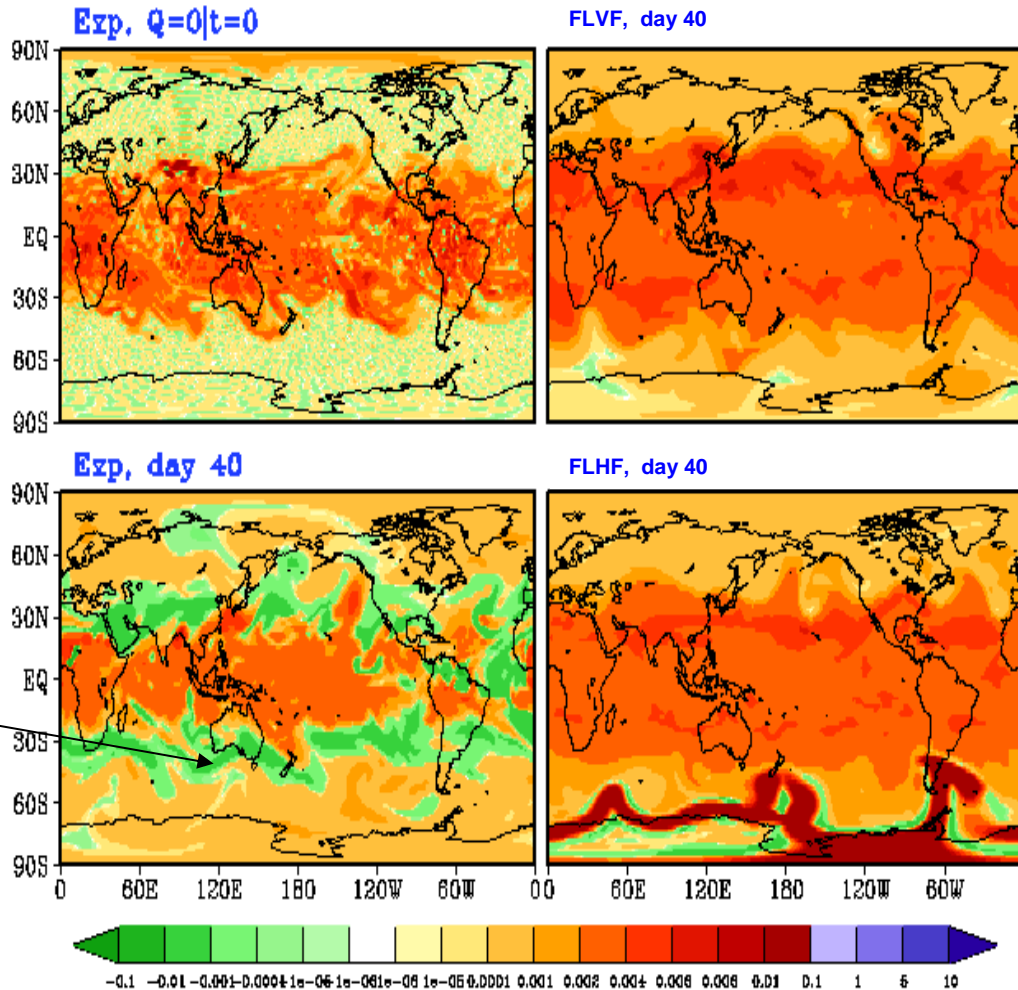 Exp, Q=0|t=0
FLVF, day 40
90N
60N
30N
EQ
30S
60S
90S
Exp, day 40
FLHF, day 40
90N
60N
30N
EQ
30S
60S
90S
0 60E 120E 180 120W 60W 0 60E 120E 180 120W 60W 0
-0.1 -0.01 -0.001 0.0001 0.001 0.002 0.004 0.006 0.008 0.01 0.1 1 5 10